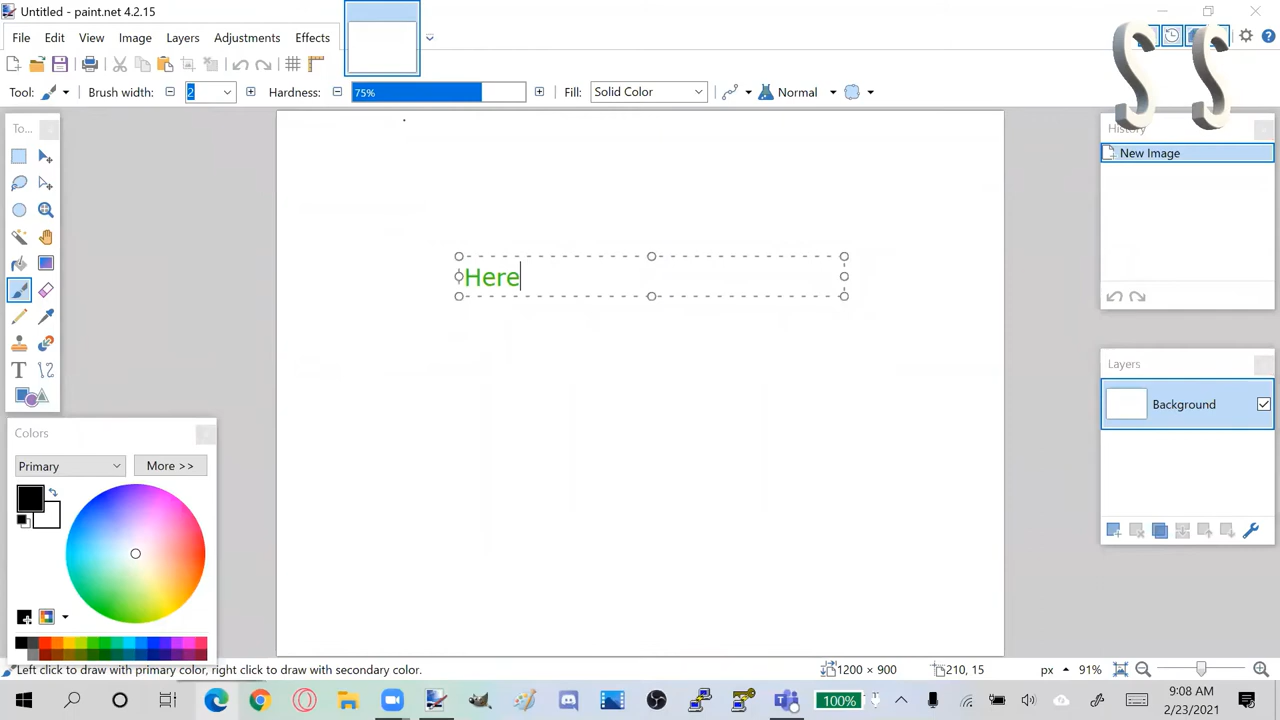 Untitled - paint.net 4.2.15
File Edit View Image Layers Adjustments Effects
Tool: Brush width: 2 Hardness: 75% Fill: Solid Color Normal
To...
History
New Image
Here
Layers
Background
Colors
Primary More >>
Left click to draw with primary color, right click to draw with secondary color.
1200 × 900 210, 15 px 91%
100% 9:08 AM
2/23/2021
S S